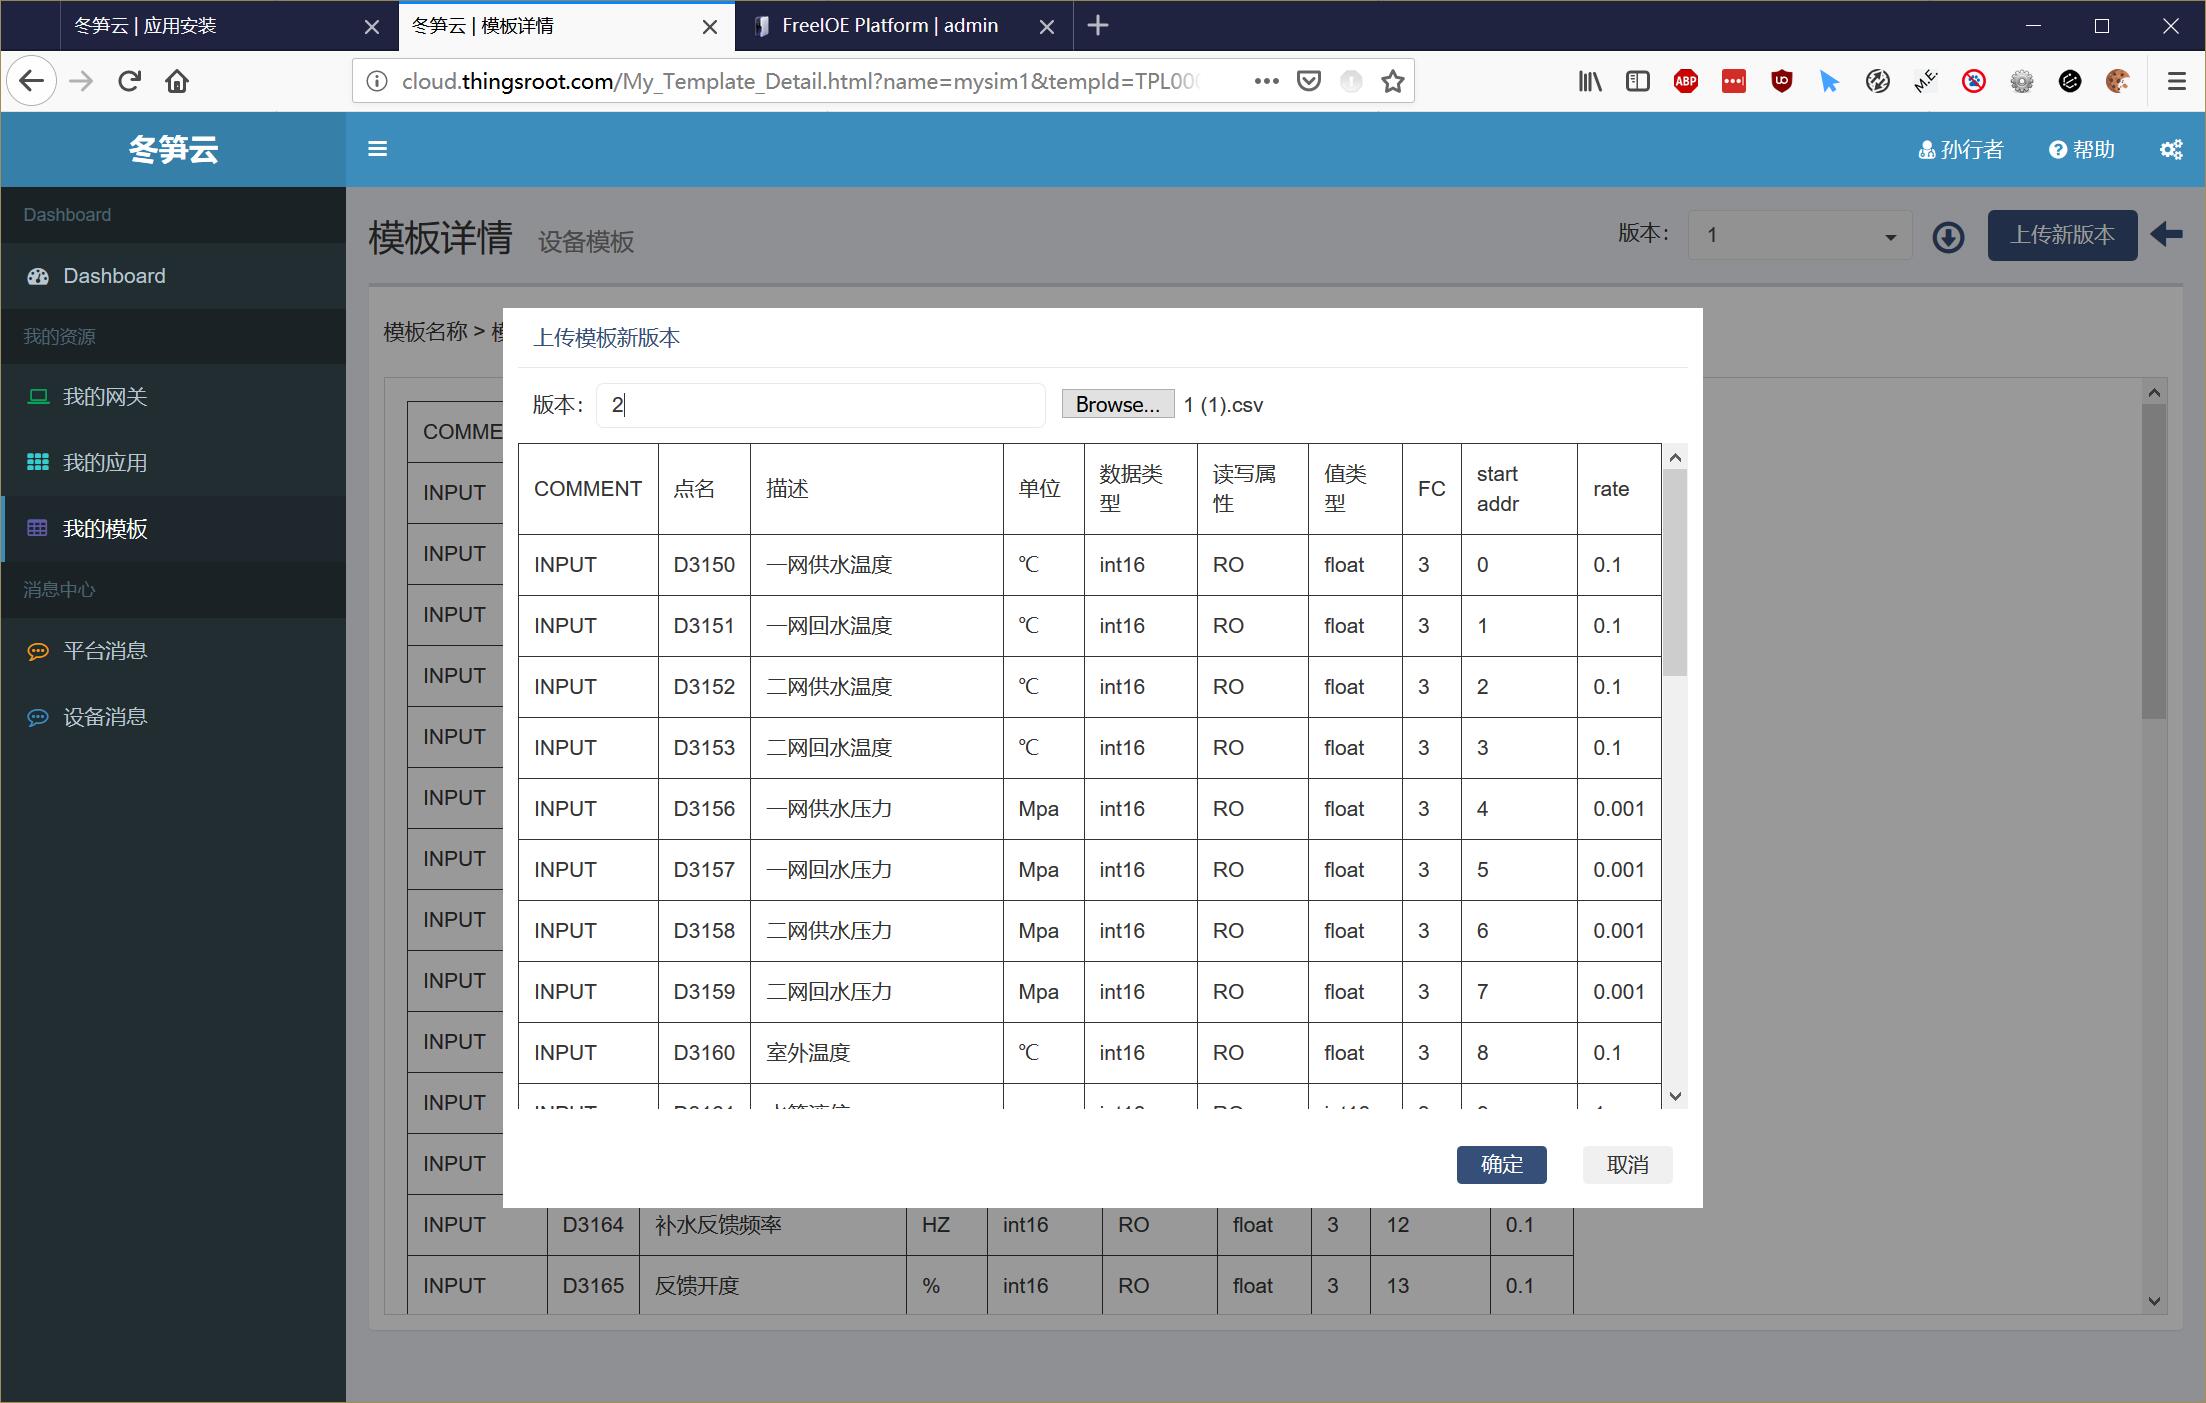 冬笋云 | 应用安装
冬笋云 | 模板详情
FreeIOE Platform | admin
cloud.thingsroot.com/My_Template_Detail.html?name=mysim1&tempId=TPL000
ABP
M.E.
冬笋云
孙行者
帮助
Dashboard
Dashboard
我的资源
我的网关
我的应用
我的模板
消息中心
平台消息
设备消息
模板详情 设备模板
版本： 1
上传新版本
模板名称 >
上传模板新版本
版本： 2
Browse... 1 (1).csv
COMMENT 点名 描述 单位 数据类型 读写属性 值类型 FC start addr rate
INPUT D3150 一网供水温度 ℃ int16 RO float 3 0 0.1
INPUT D3151 一网回水温度 ℃ int16 RO float 3 1 0.1
INPUT D3152 二网供水温度 ℃ int16 RO float 3 2 0.1
INPUT D3153 二网回水温度 ℃ int16 RO float 3 3 0.1
INPUT D3156 一网供水压力 Mpa int16 RO float 3 4 0.001
INPUT D3157 一网回水压力 Mpa int16 RO float 3 5 0.001
INPUT D3158 二网供水压力 Mpa int16 RO float 3 6 0.001
INPUT D3159 二网回水压力 Mpa int16 RO float 3 7 0.001
INPUT D3160 室外温度 ℃ int16 RO float 3 8 0.1
确定
取消
COMME
INPUT
INPUT
INPUT
INPUT
INPUT
INPUT
INPUT
INPUT
INPUT
INPUT
INPUT
INPUT
INPUT D3164 补水反馈频率 HZ int16 RO float 3 12 0.1
INPUT D3165 反馈开度 % int16 RO float 3 13 0.1